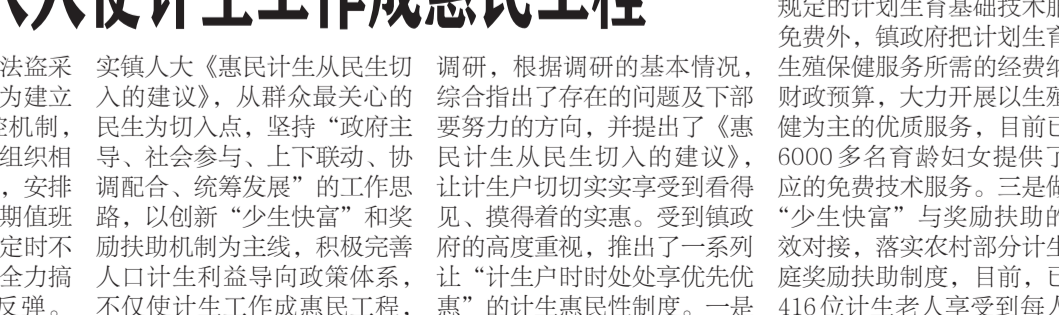 人大使计生工作成惠民工程
法盗采
为建立
控机制，
组织相
，安排
期值班
定时不
全力搞
反弹。
实镇人大《惠民计生从民生切
入的建议》，从群众最关心的
民生为切入点，坚持“政府主
导、社会参与、上下联动、协
调配合、统筹发展”的工作思
路，以创新“少生快富”和奖
励扶助机制为主线，积极完善
人口计生利益导向政策体系，
不仅使计生工作成惠民工程，
调研，根据调研的基本情况，
综合指出了存在的问题及下部
要努力的方向，并提出了《惠
民计生从民生切入的建议》，
让计生户切切实实享受到看得
见、摸得着的实惠。受到镇政
府的高度重视，推出了一系列
让“计生户时时处处享优先优
惠”的计生惠民性制度。一是
规定的计划生育基础技术服
免费外，镇政府把计划生育
生殖保健服务所需的经费纳
财政预算，大力开展以生殖
健为主的优质服务，目前已
6000多名育龄妇女提供了
应的免费技术服务。三是做
“少生快富”与奖励扶助的
效对接，落实农村部分计生
庭奖励扶助制度，目前，已
416位计生老人享受到每人